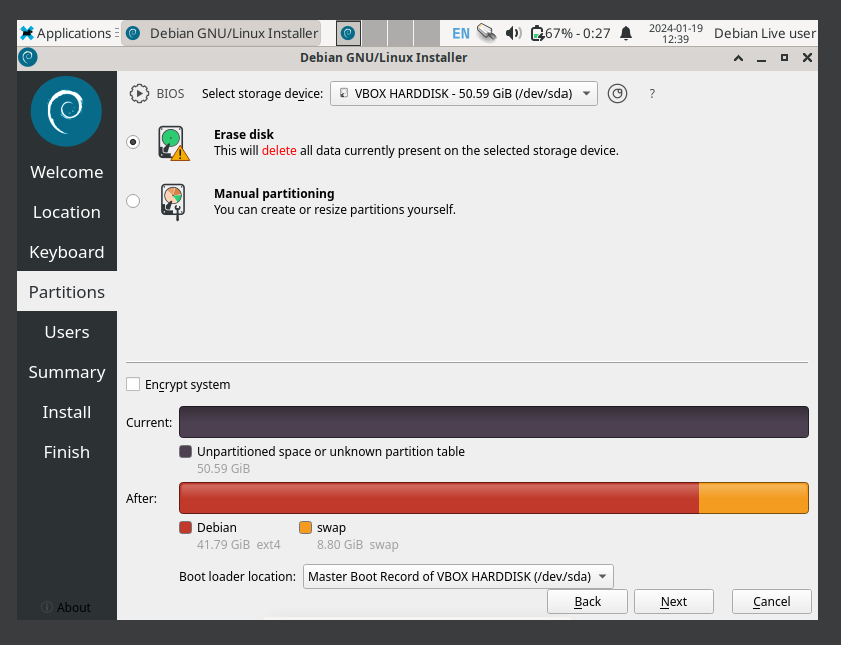 Applications
Debian GNU/Linux Installer
EN
67% - 0:27
2024-01-19
12:39
Debian Live user
Debian GNU/Linux Installer
BIOS
Select storage device:
VBOX HARDDISK - 50.59 GiB (/dev/sda)
?
Erase disk
This will delete all data currently present on the selected storage device.
Manual partitioning
You can create or resize partitions yourself.
Welcome
Location
Keyboard
Partitions
Users
Summary
Install
Finish
About
Encrypt system
Current:
Unpartitioned space or unknown partition table
50.59 GiB
After:
Debian
41.79 GiB ext4
swap
8.80 GiB swap
Boot loader location:
Master Boot Record of VBOX HARDDISK (/dev/sda)
Back
Next
Cancel